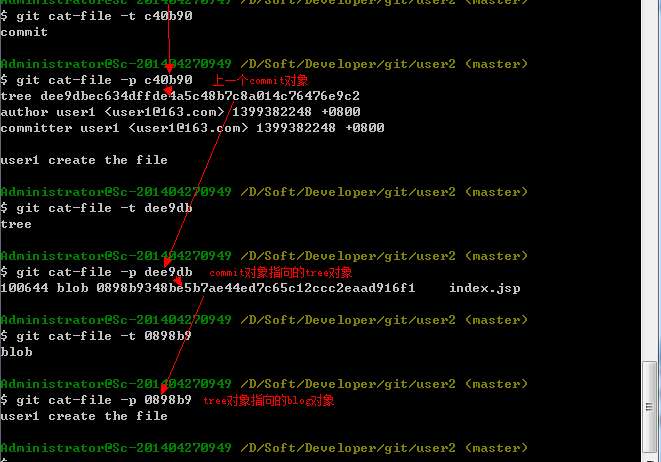 Administrator@Sc-201404270949 /D/Soft/Developer/git/user2 (master)
$ git cat-file -t c40b90
commit
Administrator@Sc-201404270949 /D/Soft/Developer/git/user2 (master)
$ git cat-file -p c40b90 上一个commit对象
tree dee9dbec634dffde4a5c48b7c8a014c76476e9c2
author user1 <user1@163.com> 1399382248 +0800
committer user1 <user1@163.com> 1399382248 +0800
user1 create the file
Administrator@Sc-201404270949 /D/Soft/Developer/git/user2 (master)
$ git cat-file -t dee9db
tree
Administrator@Sc-201404270949 /D/Soft/Developer/git/user2 (master)
$ git cat-file -p dee9db commit对象指向的tree对象
100644 blob 0898b9348be5b7ae44ed7c65c12ccc2eaad916f1 index.jsp
Administrator@Sc-201404270949 /D/Soft/Developer/git/user2 (master)
$ git cat-file -t 0898b9
blob
Administrator@Sc-201404270949 /D/Soft/Developer/git/user2 (master)
$ git cat-file -p 0898b9 tree对象指向的blog对象
user1 create the file
Administrator@Sc-201404270949 /D/Soft/Developer/git/user2 (master)
$